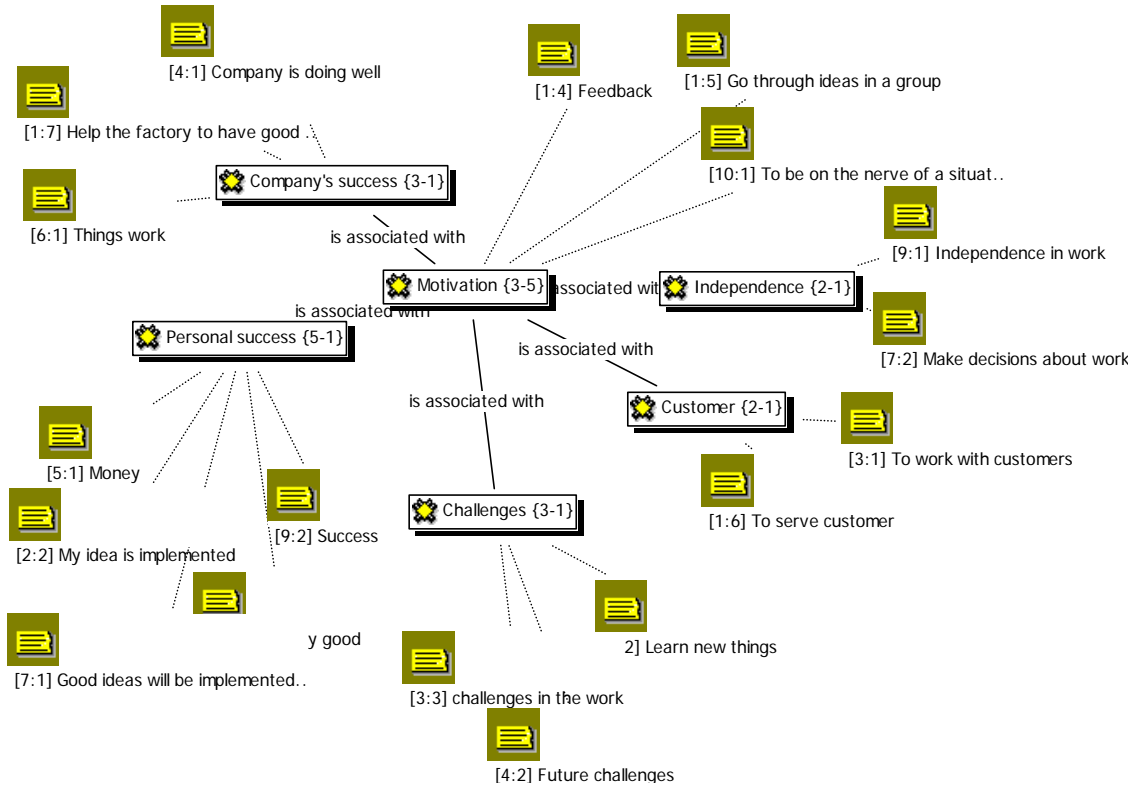 [4:1] Company is doing well
[1:4] Feedback
[1:5] Go through ideas in a group
[1:7] Help the factory to have good ..
[10:1] To be on the nerve of a situat..
Company's success {3-1}
[6:1] Things work
is associated with
[9:1] Independence in work
Motivation {3-5}
associated wit
Independence {2-1}
is associated with
Personal success {5-1}
is associated with
[7:2] Make decisions about work
is associated with
Customer {2-1}
[5:1] Money
[3:1] To work with customers
Challenges {3-1}
[1:6] To serve customer
[9:2] Success
[2:2] My idea is implemented
y good
2] Learn new things
[7:1] Good ideas will be implemented..
[3:3] challenges in the work
[4:2] Future challenges